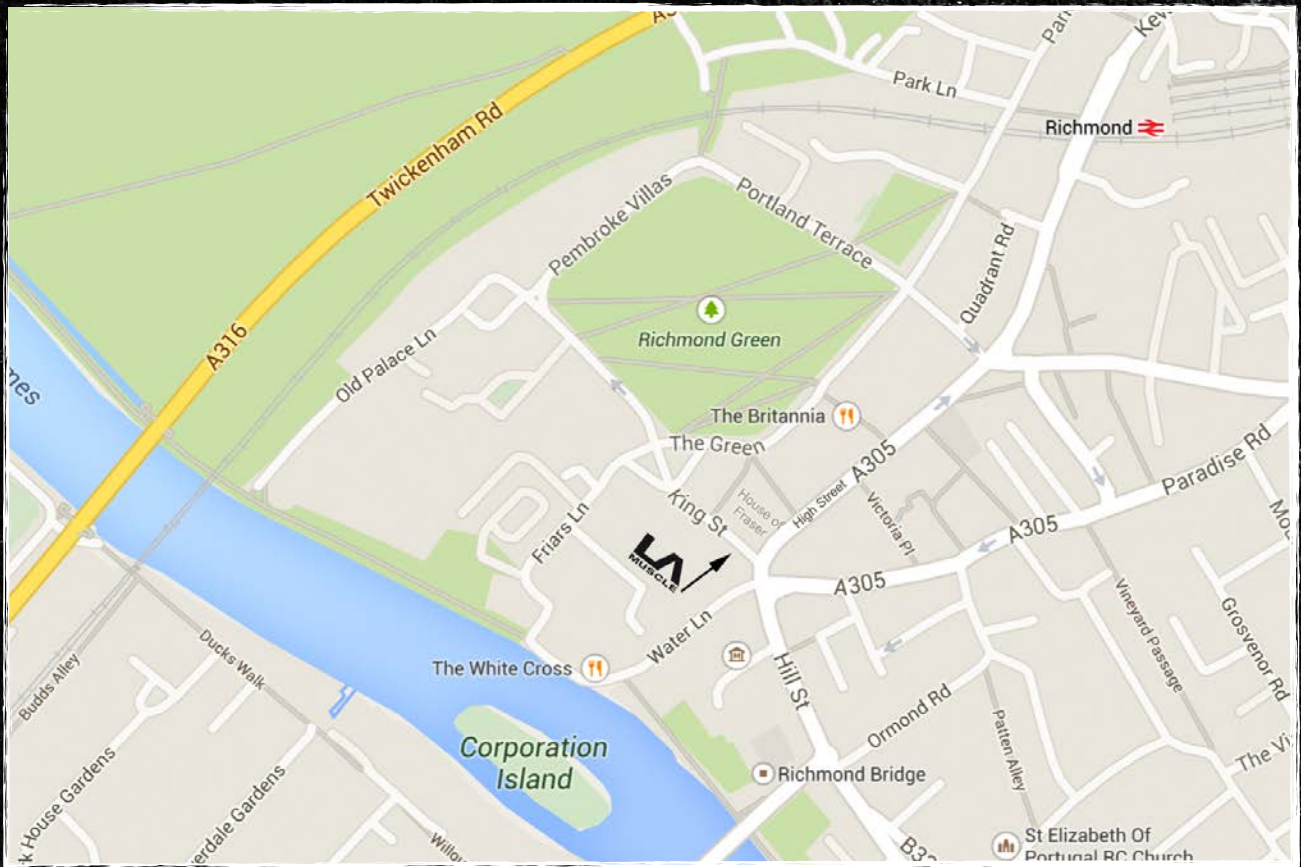 Park Ln
Richmond
Twickenham Rd
Pembroke Villas
Portland Terrace
Quadrant Rd
Richmond Green
A316
Old Palace Ln
The Britannia
The Green
A305
High Street
King St
House of
Fraser
Victoria Pl
Paradise Rd
A305
Friars Ln
LA
MUSCLE
A305
Water Ln
Vineyard Passage
Grosvenor Rd
Ducks Walk
The White Cross
Hill St
Budds Alley
Ormond Rd
Patten Alley
Corporation
Island
Richmond Bridge
St Elizabeth Of
Portugal RC Church